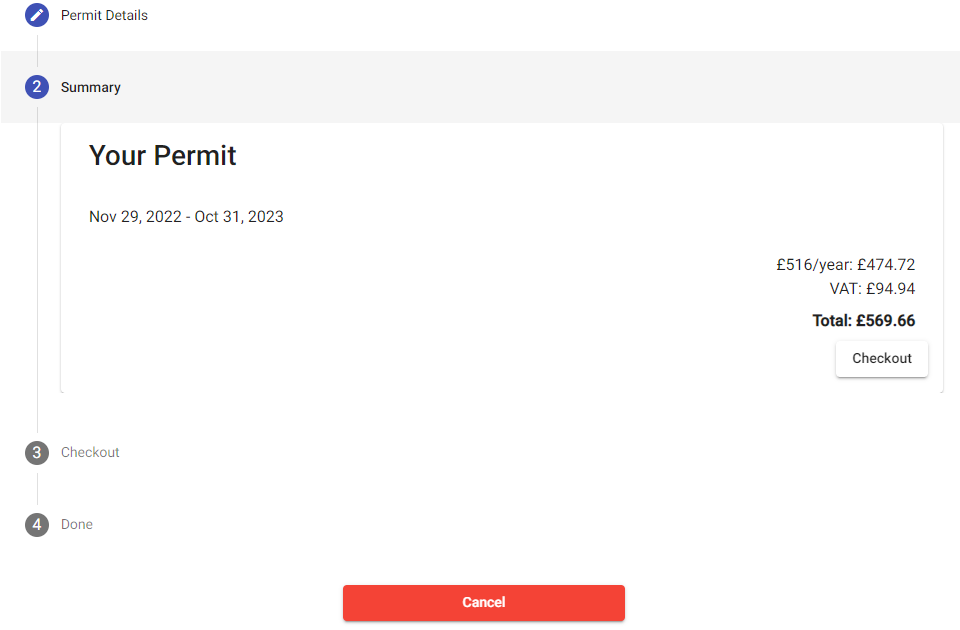 Permit Details
2 Summary
Your Permit
Nov 29, 2022 - Oct 31, 2023
£516/year: £474.72
VAT: £94.94
Total: £569.66
Checkout
3 Checkout
4 Done
Cancel